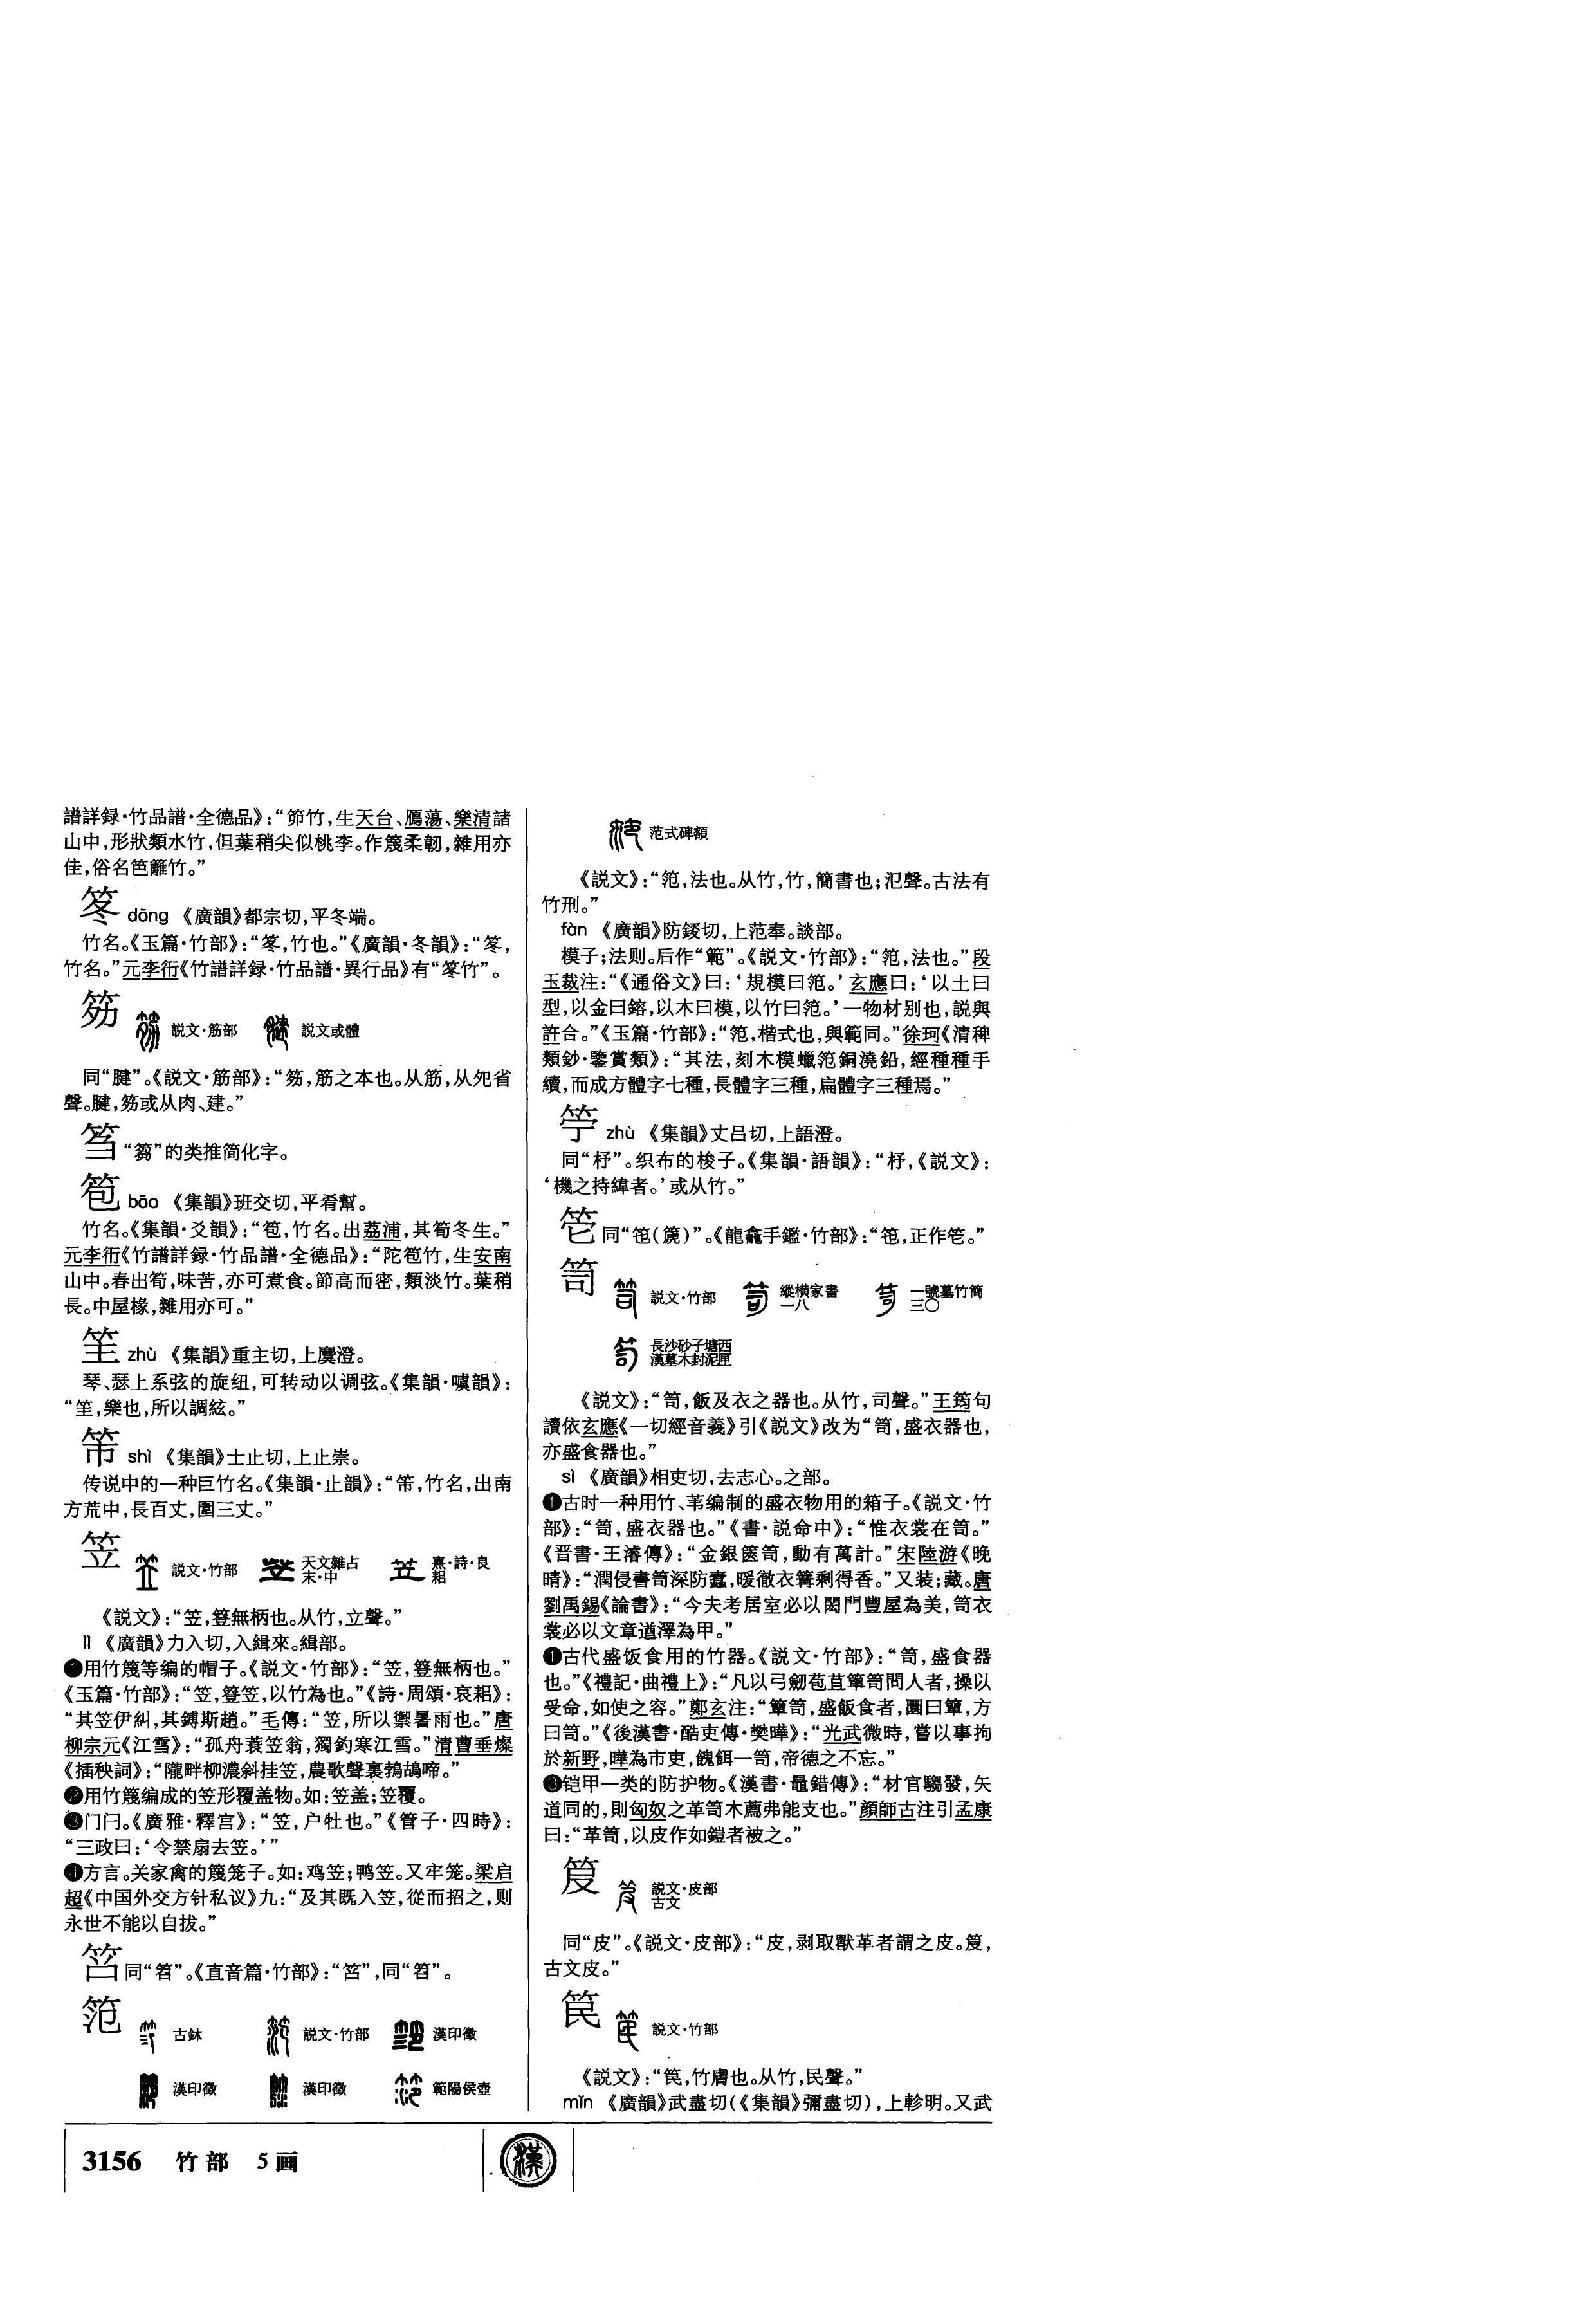 譜詳録·竹品譜·全德品》：“笷竹，生天台、鴈蕩、樂清諸
山中，形狀類水竹，但葉稍尖似桃李。作篾柔韌，雜用亦
佳，俗名笆籬竹。”
笗 dōng 《廣韻》都宗切，平冬端。
竹名。《玉篇·竹部》：“笗，竹也。”《廣韻·冬韻》：“笗，
竹名。”元李衎《竹譜詳録·竹品譜·異行品》有“笗竹”。
笏 説文·筋部 説文或體
同“腱”。《説文·筋部》：“笏，筋之本也。从筋，从夗省
聲。腱，笏或从肉、建。”
“篘”的类推简化字。
笣 bāo 《集韻》班交切，平肴幫。
竹名。《集韻·爻韻》：“笣，竹名。出荔浦，其筍冬生。”
元李衎《竹譜詳録·竹品譜·全德品》：“陀笣竹，生安南
山中。春出筍，味苦，亦可煮食。節高而密，類淡竹。葉稍
長。中屋椽，雜用亦可。”
笙 zhù 《集韻》重主切，上麌澄。
琴、瑟上系弦的旋纽，可转动以调弦。《集韻·噳韻》：
“，樂也，所以調絃。”
笫 shì 《集韻》士止切，上止崇。
传说中的一种巨竹名。《集韻·止韻》：“，竹名，出南
方荒中，長百丈，圍三丈。”
笠 説文·竹部 天文雜占末·中 熹·詩·良耜
《説文》：“笠，簦無柄也。从竹，立聲。”
lì 《廣韻》力入切，入緝來。緝部。
❶用竹篾等编的帽子。《説文·竹部》：“笠，簦無柄也。”
《玉篇·竹部》：“笠，簦笠，以竹為也。”《詩·周頌·良耜》：
“其笠伊糾，其鎛斯趙。”毛傳：“笠，所以禦暑雨也。”唐
柳宗元《江雪》：“孤舟蓑笠翁，獨釣寒江雪。”清曹垂燦
《插秧詞》：“隴畔柳濃斜挂笠，農歌聲裏鵓鴣啼。”
❷用竹篾编成的笠形覆盖物。如：笠盖；笠覆。
❸门闩。《廣雅·釋宫》：“笠，户牡也。”《管子·四時》：
“三政曰：‘令禁扇去笠。’”
❹方言。关家禽的篾笼子。如：鸡笠；鸭笠。又牢笼。梁启
超《中国外交方针私议》九：“及其既入笠，從而招之，则
永世不能以自拔。”
同“笤”。《直音篇·竹部》：“”，同“笤”。
笵 古鉥 説文·竹部 漢印徵
漢印徵 漢印徵 範陽侯壺
范式碑額
《説文》：“笵，法也。从竹，竹，簡書也；氾聲。古法有
竹刑。”
fàn 《廣韻》防錽切，上范奉。談部。
模子；法则。后作“範”。《説文·竹部》：“笵，法也。”段
玉裁注：“《通俗文》曰：‘規模曰笵。’玄應曰：‘以土曰
型，以金曰鎔，以木曰模，以竹曰笵。’一物材别也，説與
許合。”《玉篇·竹部》：“笵，楷式也，與範同。”徐珂《清稗
類鈔·鑒賞類》：“其法，刻木模蠟笵銅澆鉛，經種種手
續，而成方體字七種，長體字三種，扁體字三種焉。”
竚 zhù 《集韻》丈吕切，上語澄。
同“杼”。织布的梭子。《集韻·語韻》：“杼，《説文》：
‘機之持緯者。’或从竹。”
同“（篪）”。《龍龕手鑑·竹部》：“，正作。”
笥 説文·竹部 縱横家書一八 一號墓竹簡三〇
長沙砂子塘西漢墓木封泥匣
《説文》：“笥，飯及衣之器也。从竹，司聲。”王筠句
讀依玄應《一切經音義》引《説文》改为“笥，盛衣器也，
亦盛食器也。”
sì 《廣韻》相吏切，去志心。之部。
❶古时一种用竹、苇编制的盛衣物用的箱子。《説文·竹
部》：“笥，盛衣器也。”《書·説命中》：“惟衣裳在笥。”
《晋書·王濬傳》：“金銀篋笥，動有萬計。”宋陸游《晚
晴》：“潤侵書笥深防蠹，暖徹衣篝剩得香。”又装；藏。唐
劉禹錫《論書》：“今夫考居室必以閎門豐屋為美，笥衣
裳必以文章遒澤為甲。”
❶古代盛饭食用的竹器。《説文·竹部》：“笥，盛食器
也。”《禮記·曲禮上》：“凡以弓劒苞苴簞笥問人者，操以
受命，如使之容。”鄭玄注：“簞笥，盛飯食者，圜曰簞，方
曰笥。”《後漢書·酷吏傳·樊曄》：“光武微時，嘗以事拘
於新野，曄為市吏，餽餌一笥，帝德之不忘。”
❸铠甲一类的防护物。《漢書·鼂錯傳》：“材官騶發，矢
道同的，則匈奴之革笥木薦弗能支也。”顔師古注引孟康
曰：“革笥，以皮作如鎧者被之。”
笈 説文·皮部古文
同“皮”。《説文·皮部》：“皮，剥取獸革者謂之皮。，
古文皮。”
笢 説文·竹部
《説文》：“笢，竹膚也。从竹，民聲。”
mǐn 《廣韻》武盡切（《集韻》彌盡切），上軫明。又武
3156 竹部 5画 漢